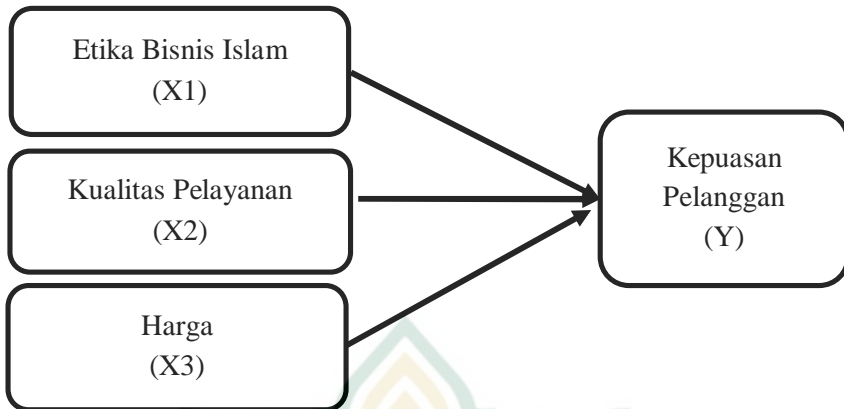 Etika Bisnis Islam
(X1)
Kualitas Pelayanan
(X2)
Harga
(X3)
Kepuasan
Pelanggan
(Y)